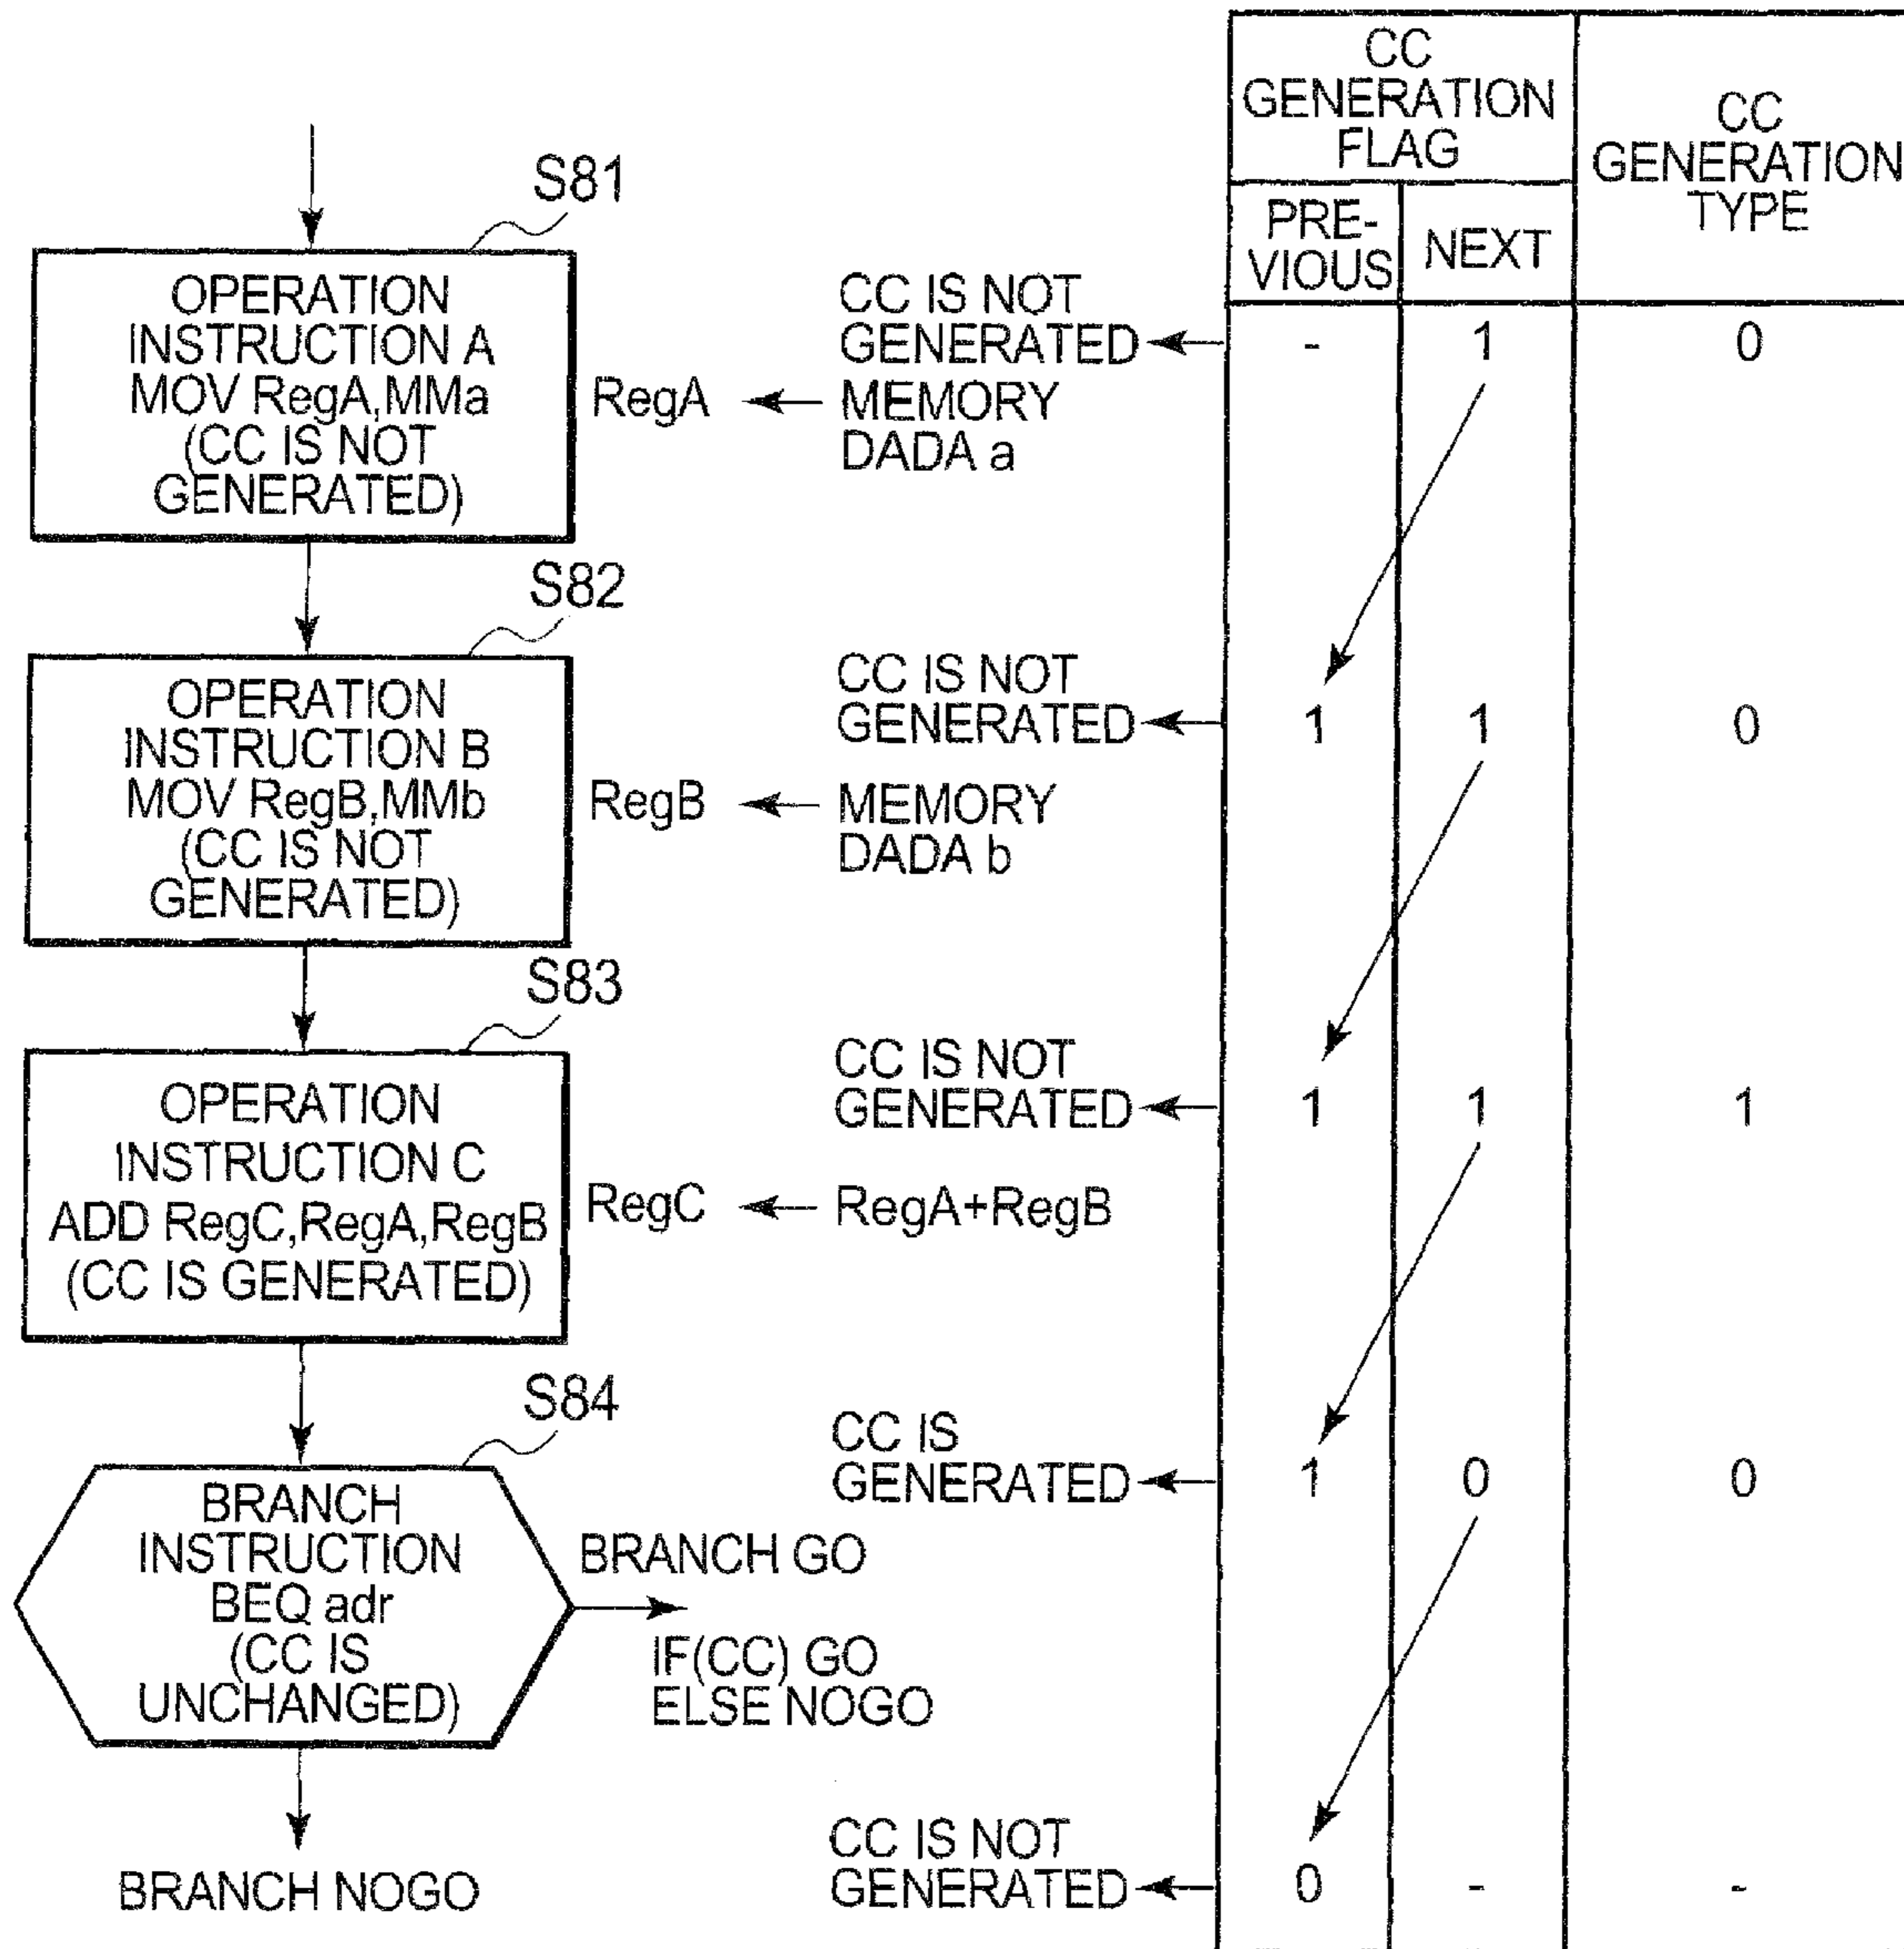 CC
GENERATION
FLAG
CC
GENERATION
TYPE
PRE-
VIOUS
NEXT
S81
OPERATION
INSTRUCTION A
MOV RegA,MMa
(CC IS NOT
GENERATED)
RegA
CC IS NOT
GENERATED
MEMORY
DADA a
- 1 0
S82
OPERATION
INSTRUCTION B
MOV RegB,MMb
(CC IS NOT
GENERATED)
RegB
CC IS NOT
GENERATED
MEMORY
DADA b
1 1 0
S83
OPERATION
INSTRUCTION C
ADD RegC,RegA,RegB
(CC IS GENERATED)
RegC
CC IS NOT
GENERATED
RegA+RegB
1 1 1
S84
BRANCH
INSTRUCTION
BEQ adr
(CC IS
UNCHANGED)
BRANCH GO
IF(CC) GO
ELSE NOGO
CC IS
GENERATED
1 0 0
BRANCH NOGO
CC IS NOT
GENERATED
0 - -